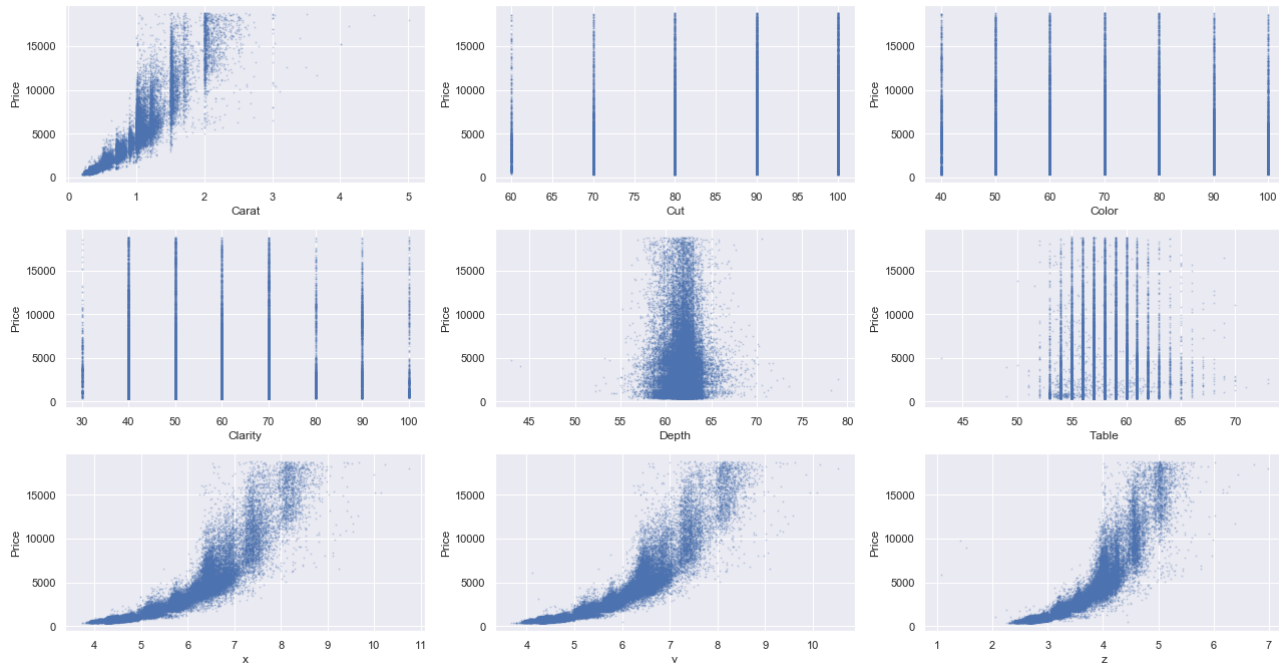 15000
10000
5000
0
Price
0 1 2 3 4 5
Carat
15000
10000
5000
0
Price
60 65 70 75 80 85 90 95 100
Cut
15000
10000
5000
0
Price
40 50 60 70 80 90 100
Color
15000
10000
5000
0
Price
30 40 50 60 70 80 90 100
Clarity
15000
10000
5000
0
Price
45 50 55 60 65 70 75 80
Depth
15000
10000
5000
0
Price
45 50 55 60 65 70
Table
15000
10000
5000
0
Price
4 5 6 7 8 9 10 11
x
15000
10000
5000
0
Price
4 5 6 7 8 9 10
y
15000
10000
5000
0
Price
1 2 3 4 5 6 7
z